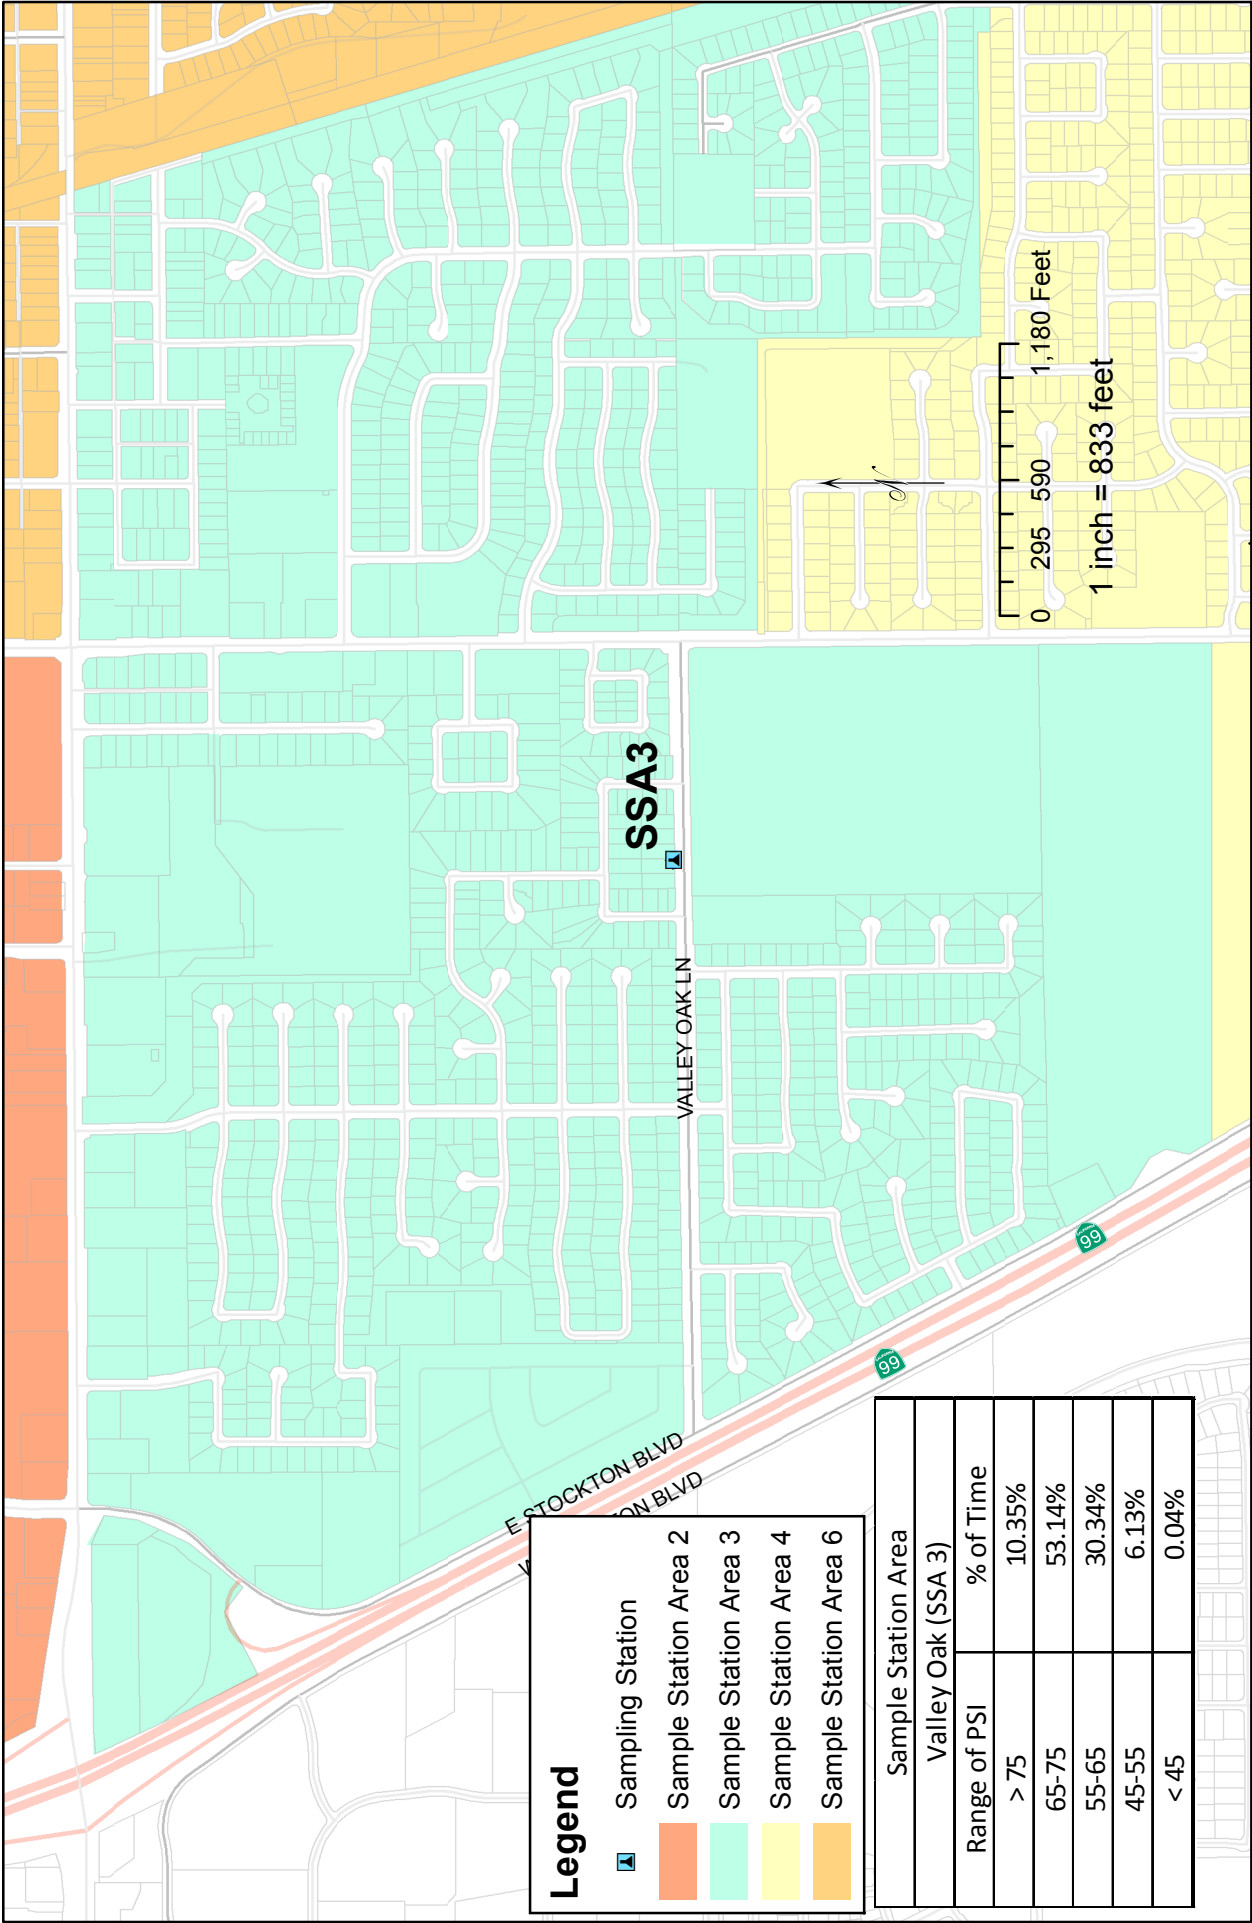 SSA3
VALLEY OAK LN
E STOCKTON BLVD
TON BLVD
99
99
N
0 295 590 1,180 Feet
1 inch = 833 feet
Legend
Sampling Station
Sample Station Area 2
Sample Station Area 3
Sample Station Area 4
Sample Station Area 6
Sample Station Area
Valley Oak (SSA 3)
Range of PSI % of Time
>75 10.35%
65-75 53.14%
55-65 30.34%
45-55 6.13%
<45 0.04%